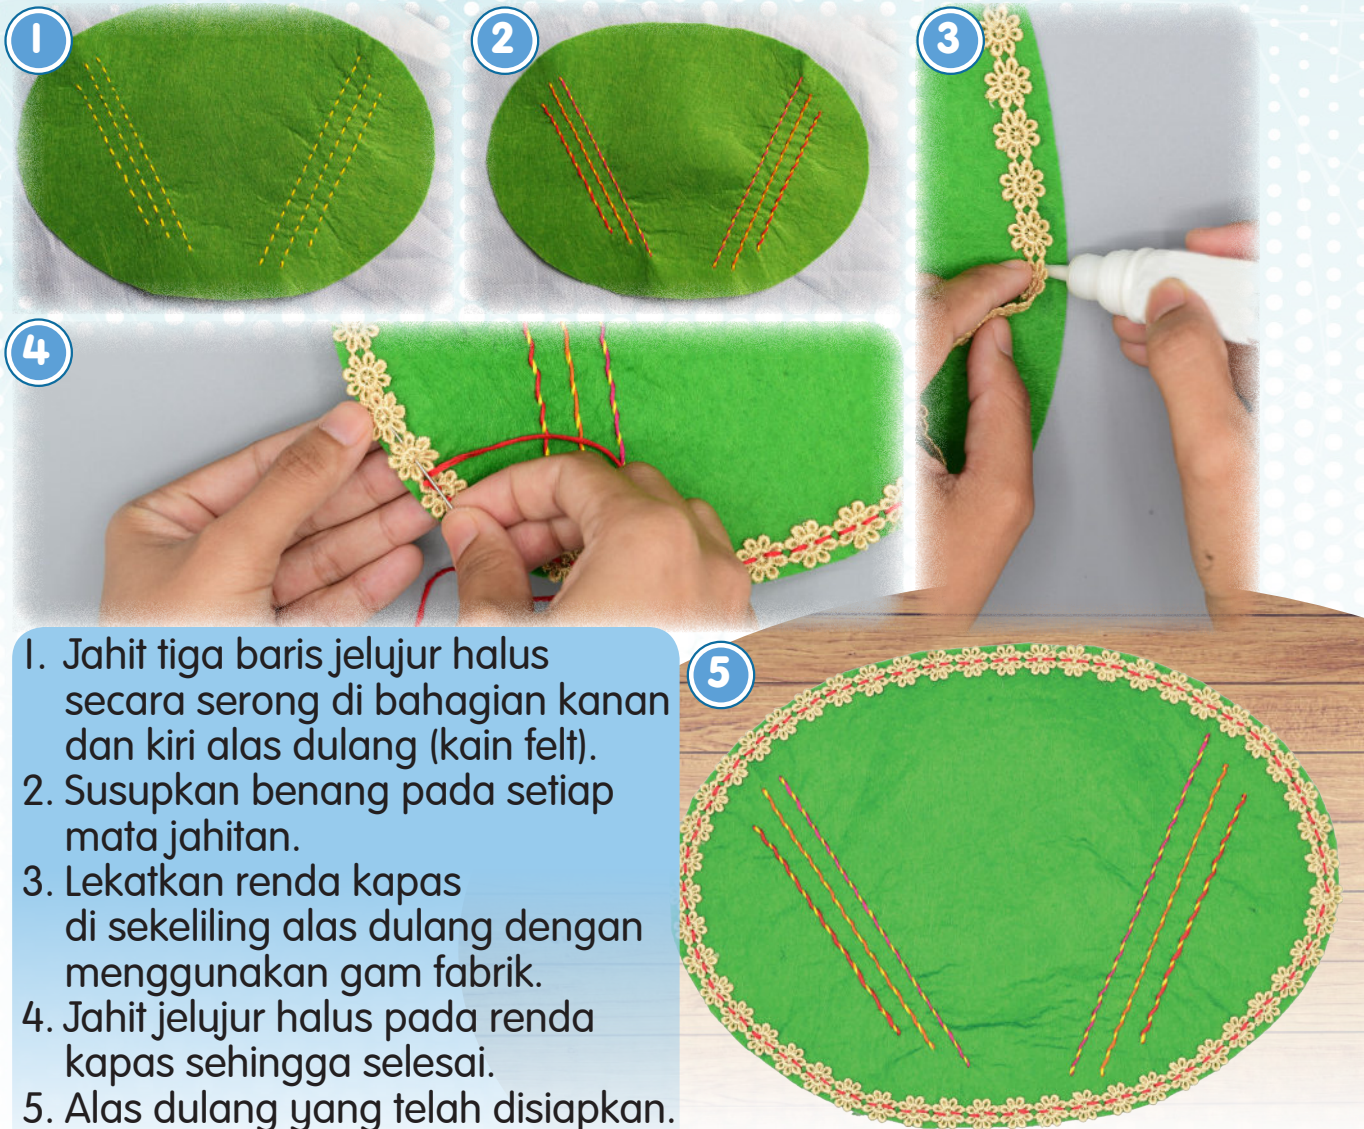 1
2
3
4
1. Jahit tiga baris jelujur halus
secara serong di bahagian kanan
dan kiri alas dulang (kain felt).
2. Susupkan benang pada setiap
mata jahitan.
3. Lekatkan renda kapas
di sekeliling alas dulang dengan
menggunakan gam fabrik.
4. Jahit jelujur halus pada renda
kapas sehingga selesai.
5. Alas dulang yang telah disiapkan.
5